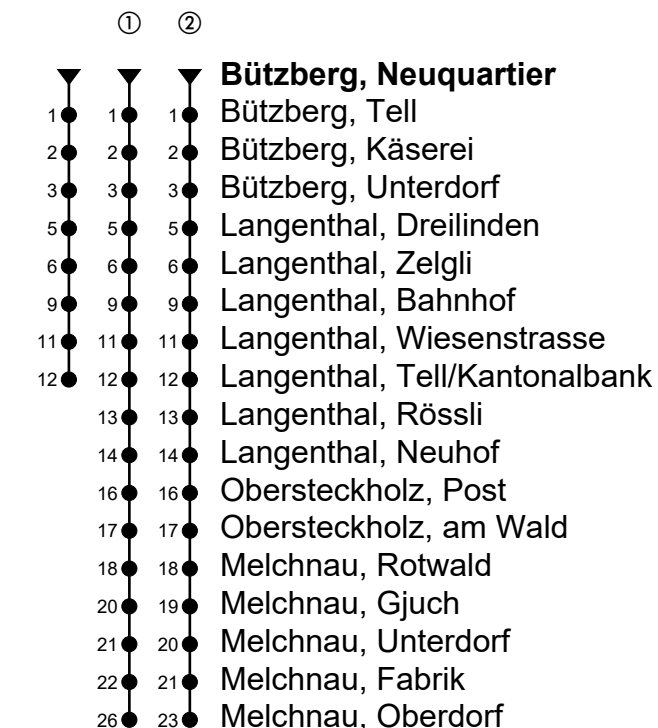 ① ②
Bützberg, Neuquartier
1 1 1 Bützberg, Tell
2 2 2 Bützberg, Käserei
3 3 3 Bützberg, Unterdorf
5 5 5 Langenthal, Dreilinden
6 6 6 Langenthal, Zelgli
9 9 9 Langenthal, Bahnhof
11 11 11 Langenthal, Wiesenstrasse
12 12 12 Langenthal, Tell/Kantonalbank
13 13 Langenthal, Rössli
14 14 Langenthal, Neuhof
16 16 Obersteckholz, Post
17 17 Obersteckholz, am Wald
18 18 Melchnau, Rotwald
20 19 Melchnau, Gjuch
21 20 Melchnau, Unterdorf
22 21 Melchnau, Fabrik
26 23 Melchnau, Oberdorf